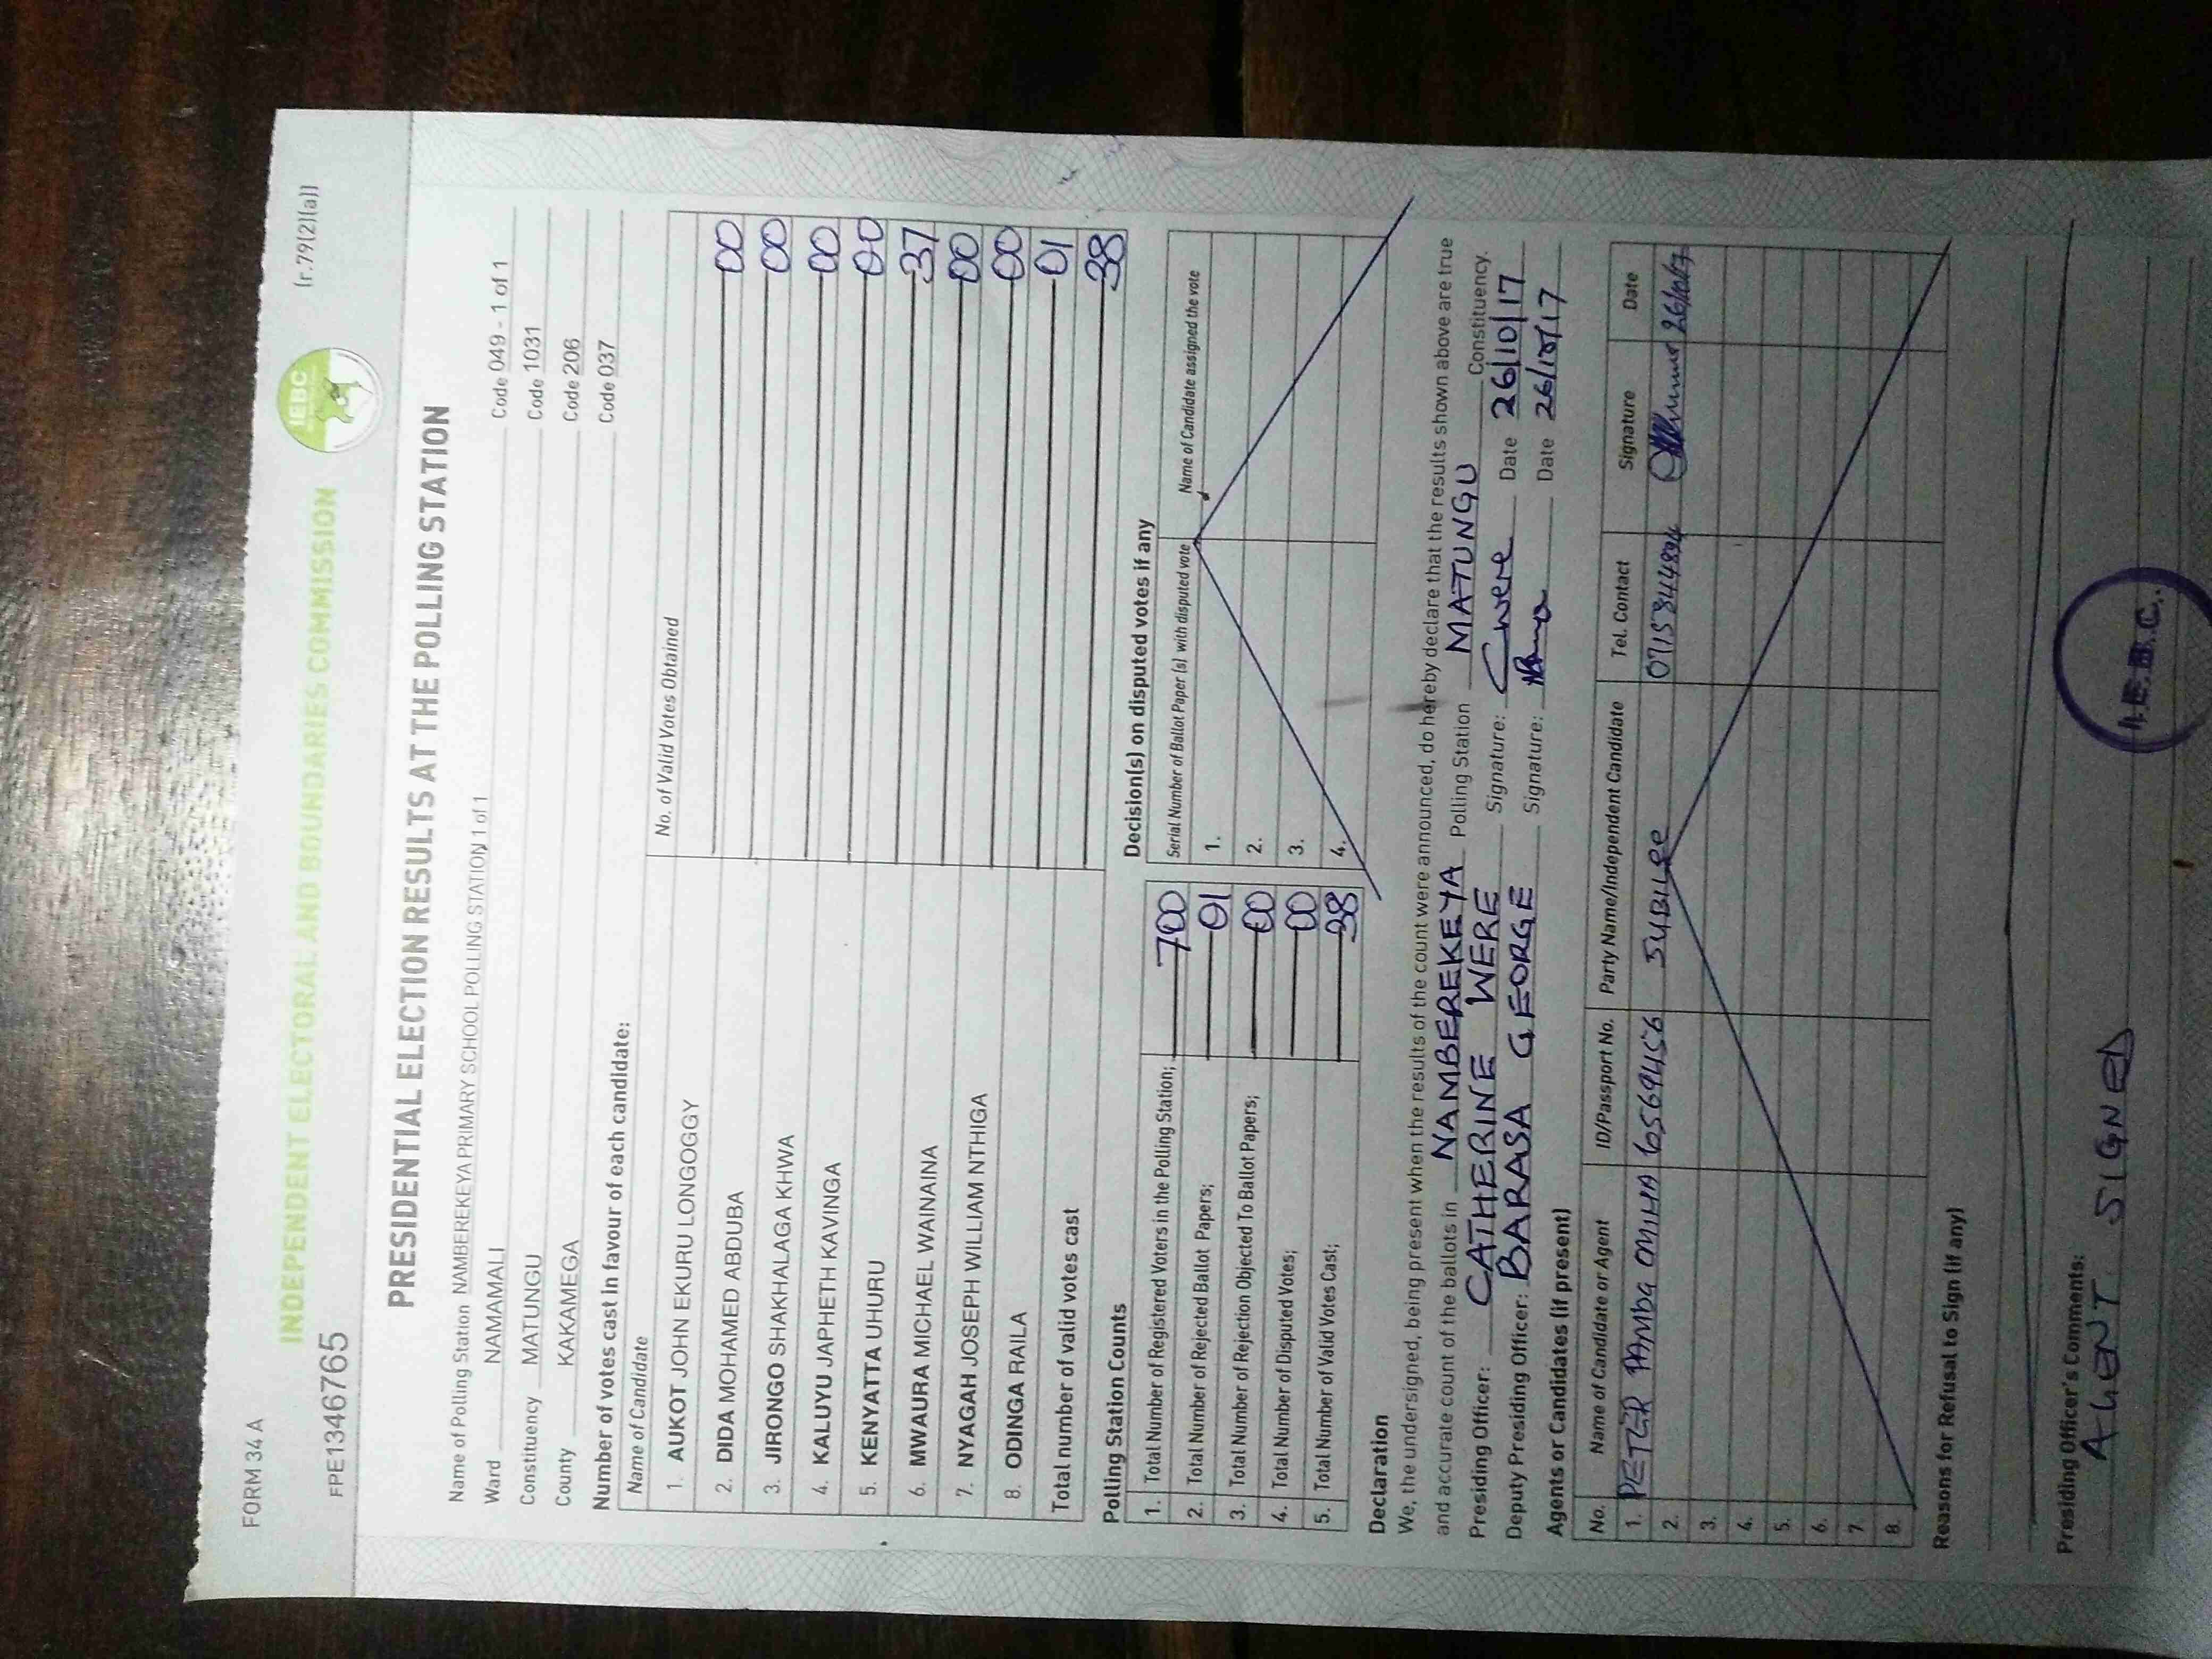 FORM 34 A
INDEPENDENT ELECTORAL AND BOUNDARIES COMMISSION
IEBC
(r.79(2)(a))
FPE1346765
PRESIDENTIAL ELECTION RESULTS AT THE POLLING STATION
Name of Polling Station NAMBEREKEYA PRIMARY SCHOOL POLLING STATION 1 of 1 Code 049 - 1 of 1
Ward NAMAMALI Code 1031
Constituency MATUNGU Code 206
County KAKAMEGA Code 037
Number of votes cast in favour of each candidate:
Name of Candidate No. of Valid Votes Obtained
1. AUKOT JOHN EKURU LONGOGGY 00
2. DIDA MOHAMED ABDUBA 00
3. JIRONGO SHAKHALAGA KHWA 00
4. KALUYU JAPHETH KAVINGA 00
5. KENYATTA UHURU 37
6. MWAURA MICHAEL WAINAINA 00
7. NYAGAH JOSEPH WILLIAM NTHIGA 00
8. ODINGA RAILA 01
Total number of valid votes cast 38
Polling Station Counts
1. Total Number of Registered Voters in the Polling Station; 700
2. Total Number of Rejected Ballot Papers; 01
3. Total Number of Rejection Objected To Ballot Papers; 00
4. Total Number of Disputed Votes; 00
5. Total Number of Valid Votes Cast; 38
Decision(s) on disputed votes if any
Serial Number of Ballot Paper (s) with disputed vote Name of Candidate assigned the vote
1.
2.
3.
4.
Declaration
We, the undersigned, being present when the results of the count were announced, do hereby declare that the results shown above are true
and accurate count of the ballots in NAMBEREKEYA Polling Station MATUNGU Constituency.
Presiding Officer: CATHERINE WERE Signature: Cwere Date 26/10/17
Deputy Presiding Officer: BARASA GEORGE Signature: Date 26/10/17
Agents or Candidates (if present)
No. Name of Candidate or Agent ID/Passport No. Party Name/Independent Candidate Tel. Contact Signature Date
1. PETER PAMBA OMIHA JUBILEE 26/10/17
2.
3.
4.
5.
6.
7.
8.
Reasons for Refusal to Sign (if any)
Presiding Officer's Comments:
AGENT SIGNED
I.E.B.C.